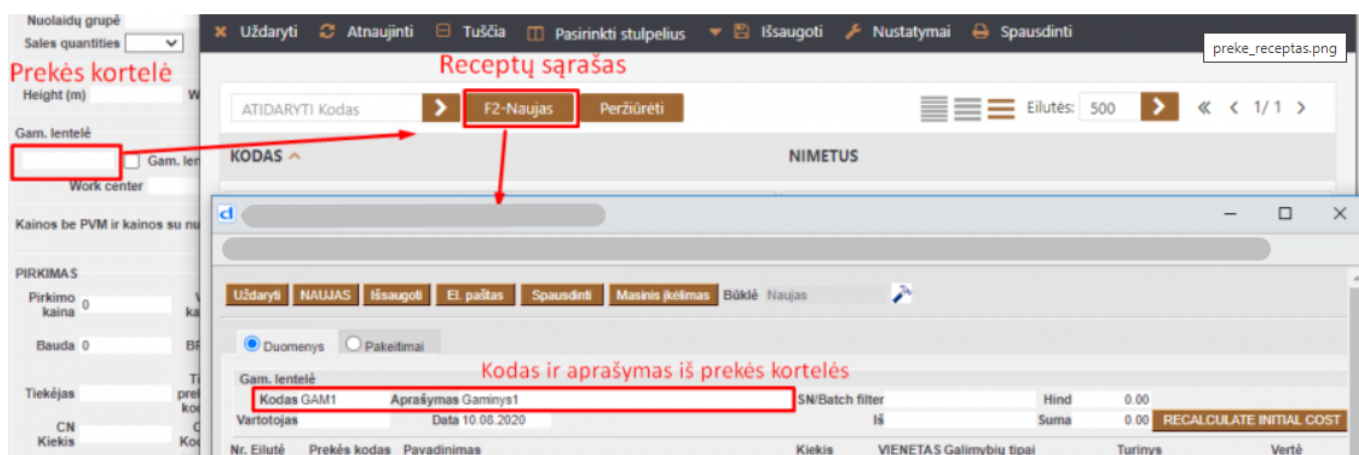 Nuolaidų grupė
Sales quantities
Prekės kortelė
Height (m) W
Gam. lentelė
Gam. len
Work center
Kainos be PVM ir kainos su nu
PIRKIMAS
Pirkimo kaina 0
ka
Bauda 0
Tiekėjas
CN Kiekis
Uždaryti Atnaujinti Tuščia Pasirinkti stulpelius Išsaugoti Nustatymai Spausdinti
preke_receptas.png
Receptų sąrašas
ATIDARYTI Kodas F2-Naujas Peržiūrėti Eilutės: 500 1/ 1
KODAS NIMETUS
Uždaryti NAUJAS Išsaugoti El. paštas Spausdinti Masinis įkėlimas Būklė Naujas
Duomenys Pakeitimai
Kodas ir aprašymas iš prekės kortelės
Gam. lentelė
Kodas GAM1 Aprašymas Gaminys1 SN/Batch filter Hind 0.00
Vartotojas Data 10.08.2020 Iš Suma 0.00 RECALCULATE INITIAL COST
Nr. Eilutė Prekės kodas Pavadinimas Kiekis VIENETAS Galimybių tipai Turinys Vertė